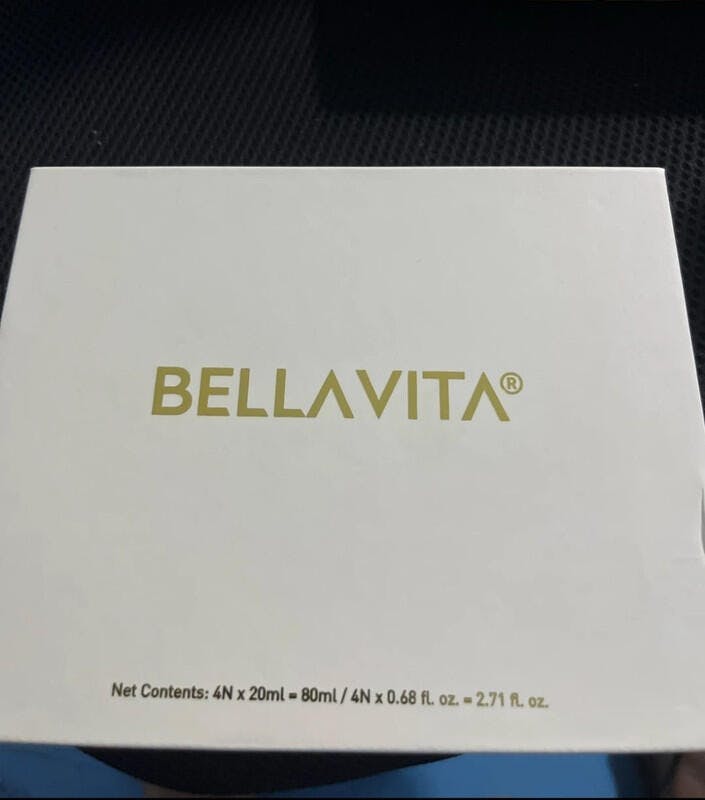 BELLAVITA®
Net Contents: 4N x 20ml = 80ml / 4N x 0.68 fl. oz. = 2.71 fl. oz.